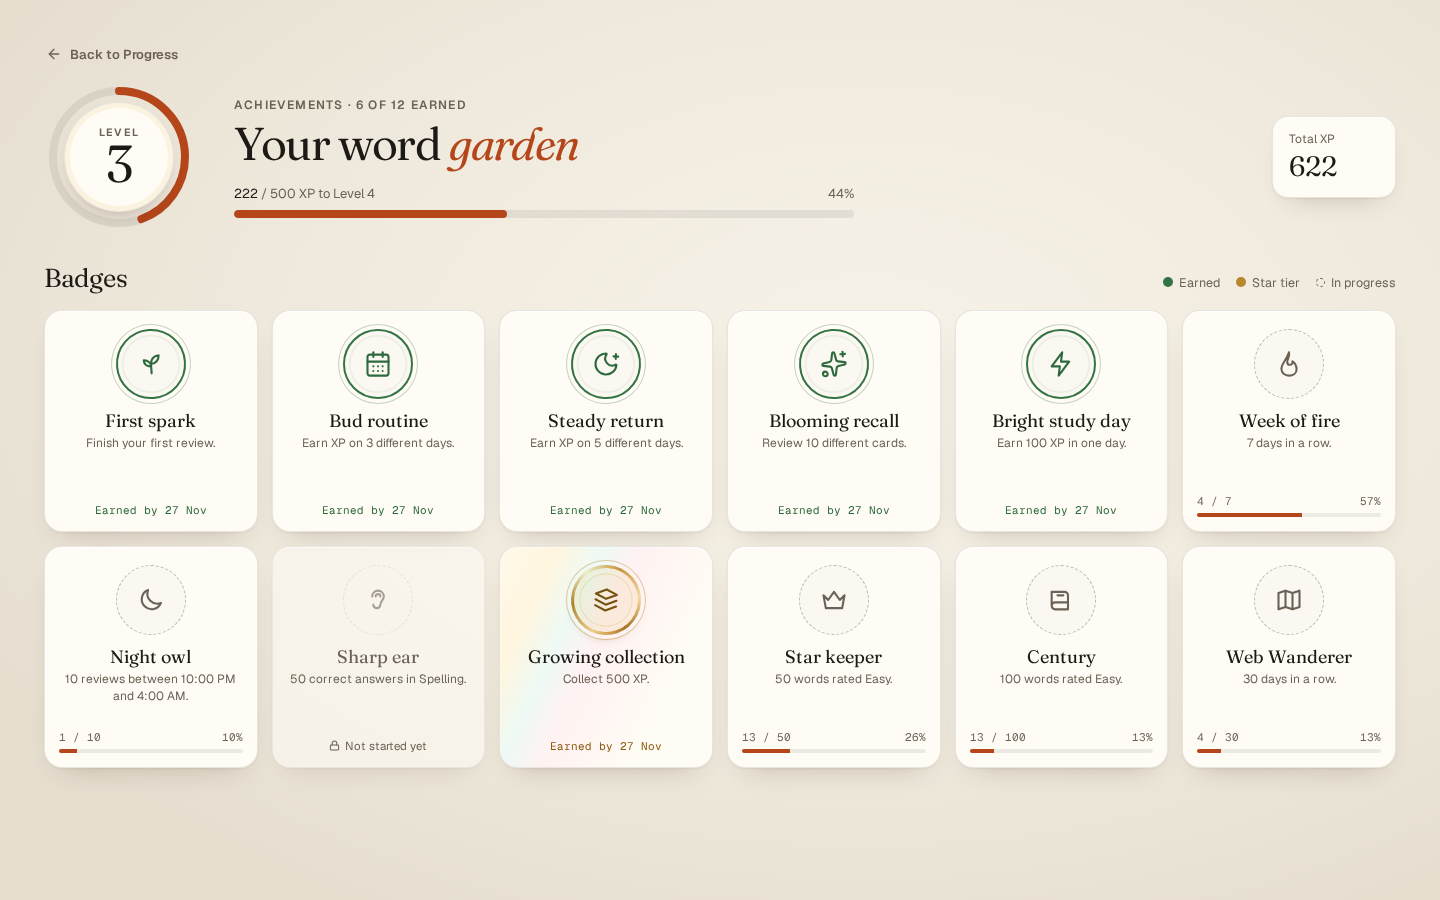 Back to Progress
LEVEL
3
ACHIEVEMENTS · 6 OF 12 EARNED
Your word garden
222 / 500 XP to Level 4
44%
Total XP
622
Badges
Earned
Star tier
In progress
First spark
Finish your first review.
Earned by 27 Nov
Bud routine
Earn XP on 3 different days.
Earned by 27 Nov
Steady return
Earn XP on 5 different days.
Earned by 27 Nov
Blooming recall
Review 10 different cards.
Earned by 27 Nov
Bright study day
Earn 100 XP in one day.
Earned by 27 Nov
Week of fire
7 days in a row.
4 / 7
57%
Night owl
10 reviews between 10:00 PM
and 4:00 AM.
1 / 10
10%
Sharp ear
50 correct answers in Spelling.
Not started yet
Growing collection
Collect 500 XP.
Earned by 27 Nov
Star keeper
50 words rated Easy.
13 / 50
26%
Century
100 words rated Easy.
13 / 100
13%
Web Wanderer
30 days in a row.
4 / 30
13%